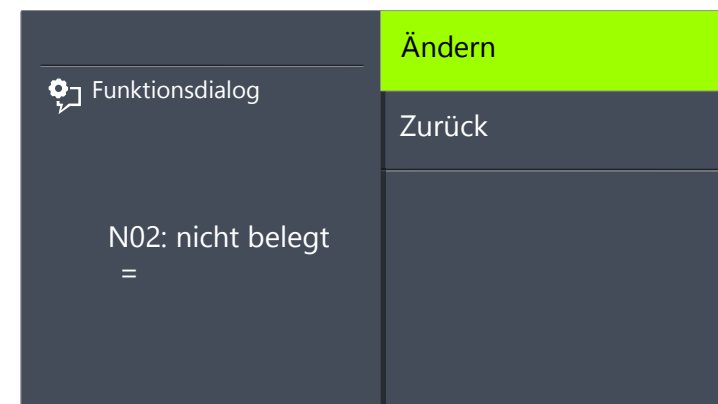 Funktionsdialog
N02: nicht belegt
=
Ändern
Zurück